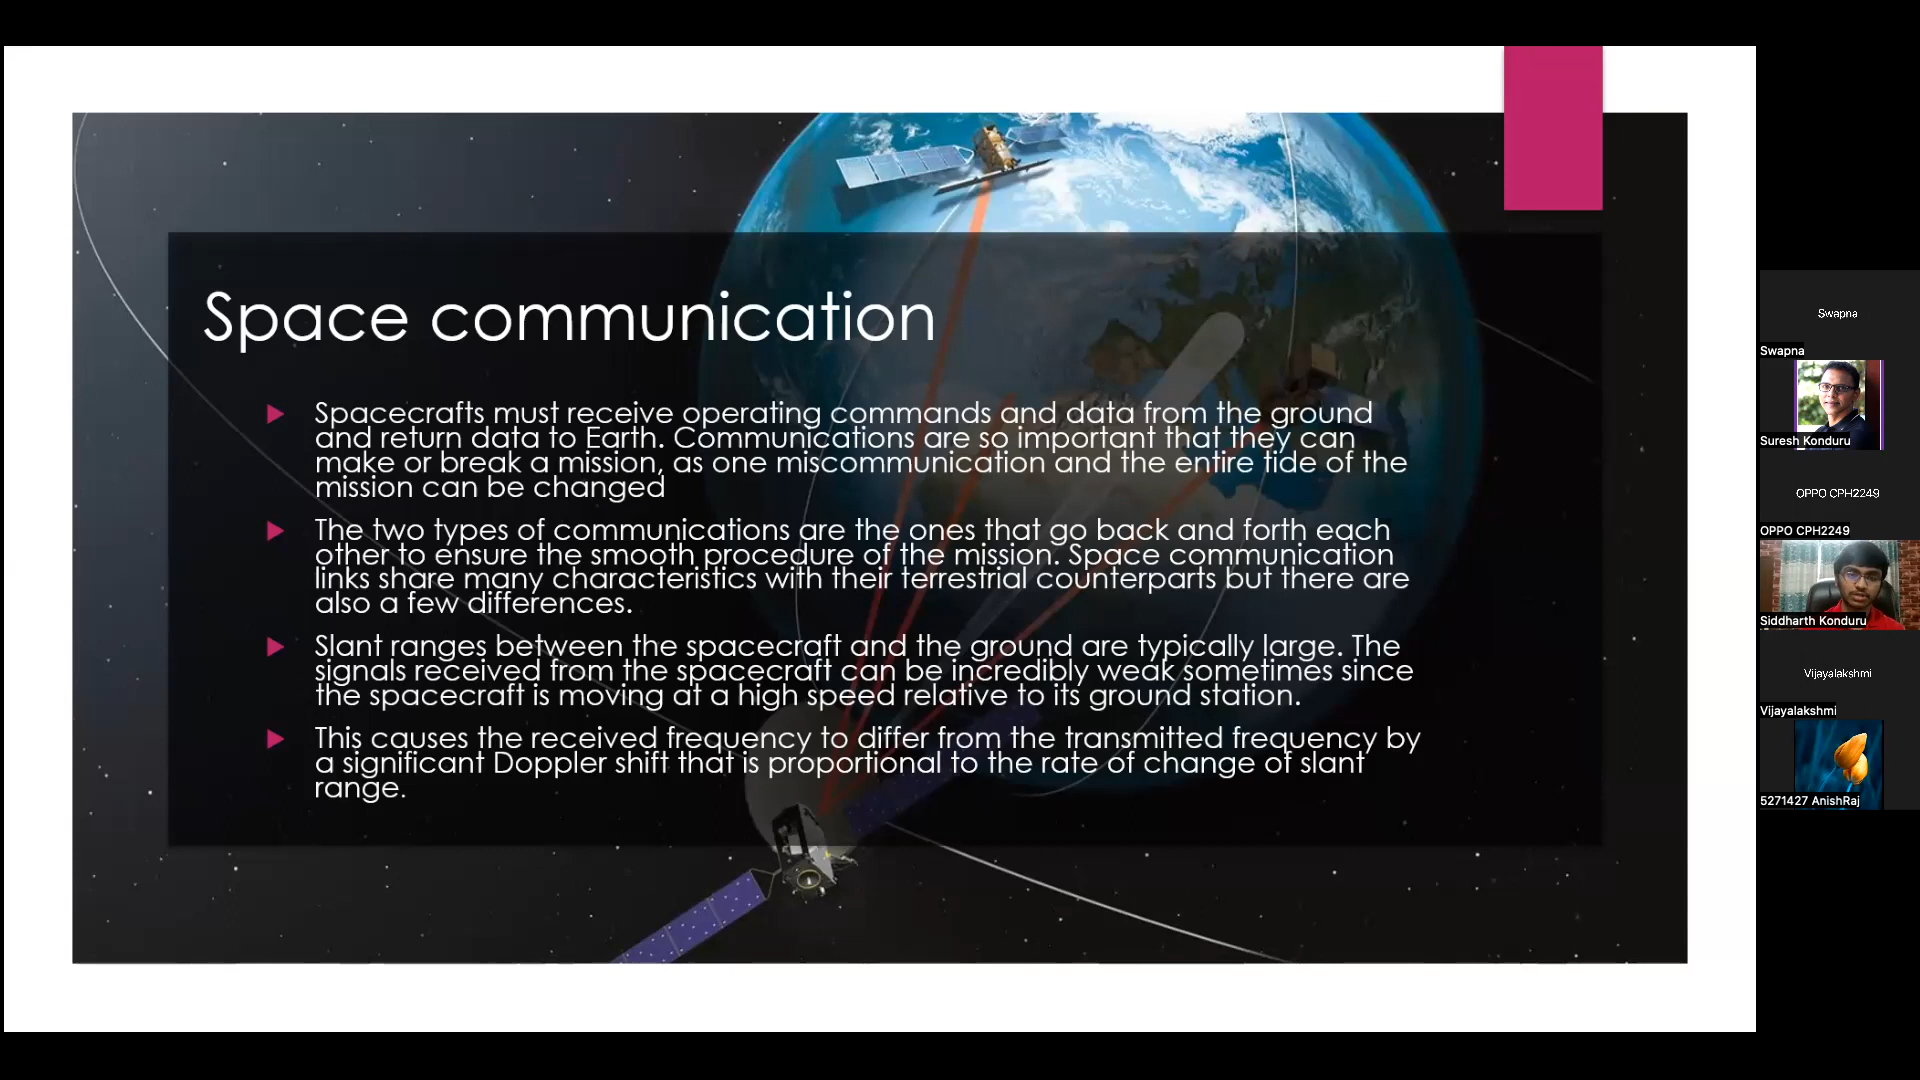 Space communication
Spacecrafts must receive operating commands and data from the ground
and return data to Earth. Communications are so important that they can
make or break a mission, as one miscommunication and the entire tide of the
mission can be changed
The two types of communications are the ones that go back and forth each
other to ensure the smooth procedure of the mission. Space communication
links share many characteristics with their terrestrial counterparts but there are
also a few differences.
Slant ranges between the spacecraft and the ground are typically large. The
signals received from the spacecraft can be incredibly weak sometimes since
the spacecraft is moving at a high speed relative to its ground station.
This causes the received frequency to differ from the transmitted frequency by
a significant Doppler shift that is proportional to the rate of change of slant
range.
Swapna
Swapna
Suresh Konduru
OPPO CPH2249
OPPO CPH2249
Siddharth Konduru
Vijayalakshmi
Vijayalakshmi
5271427 AnishRaj